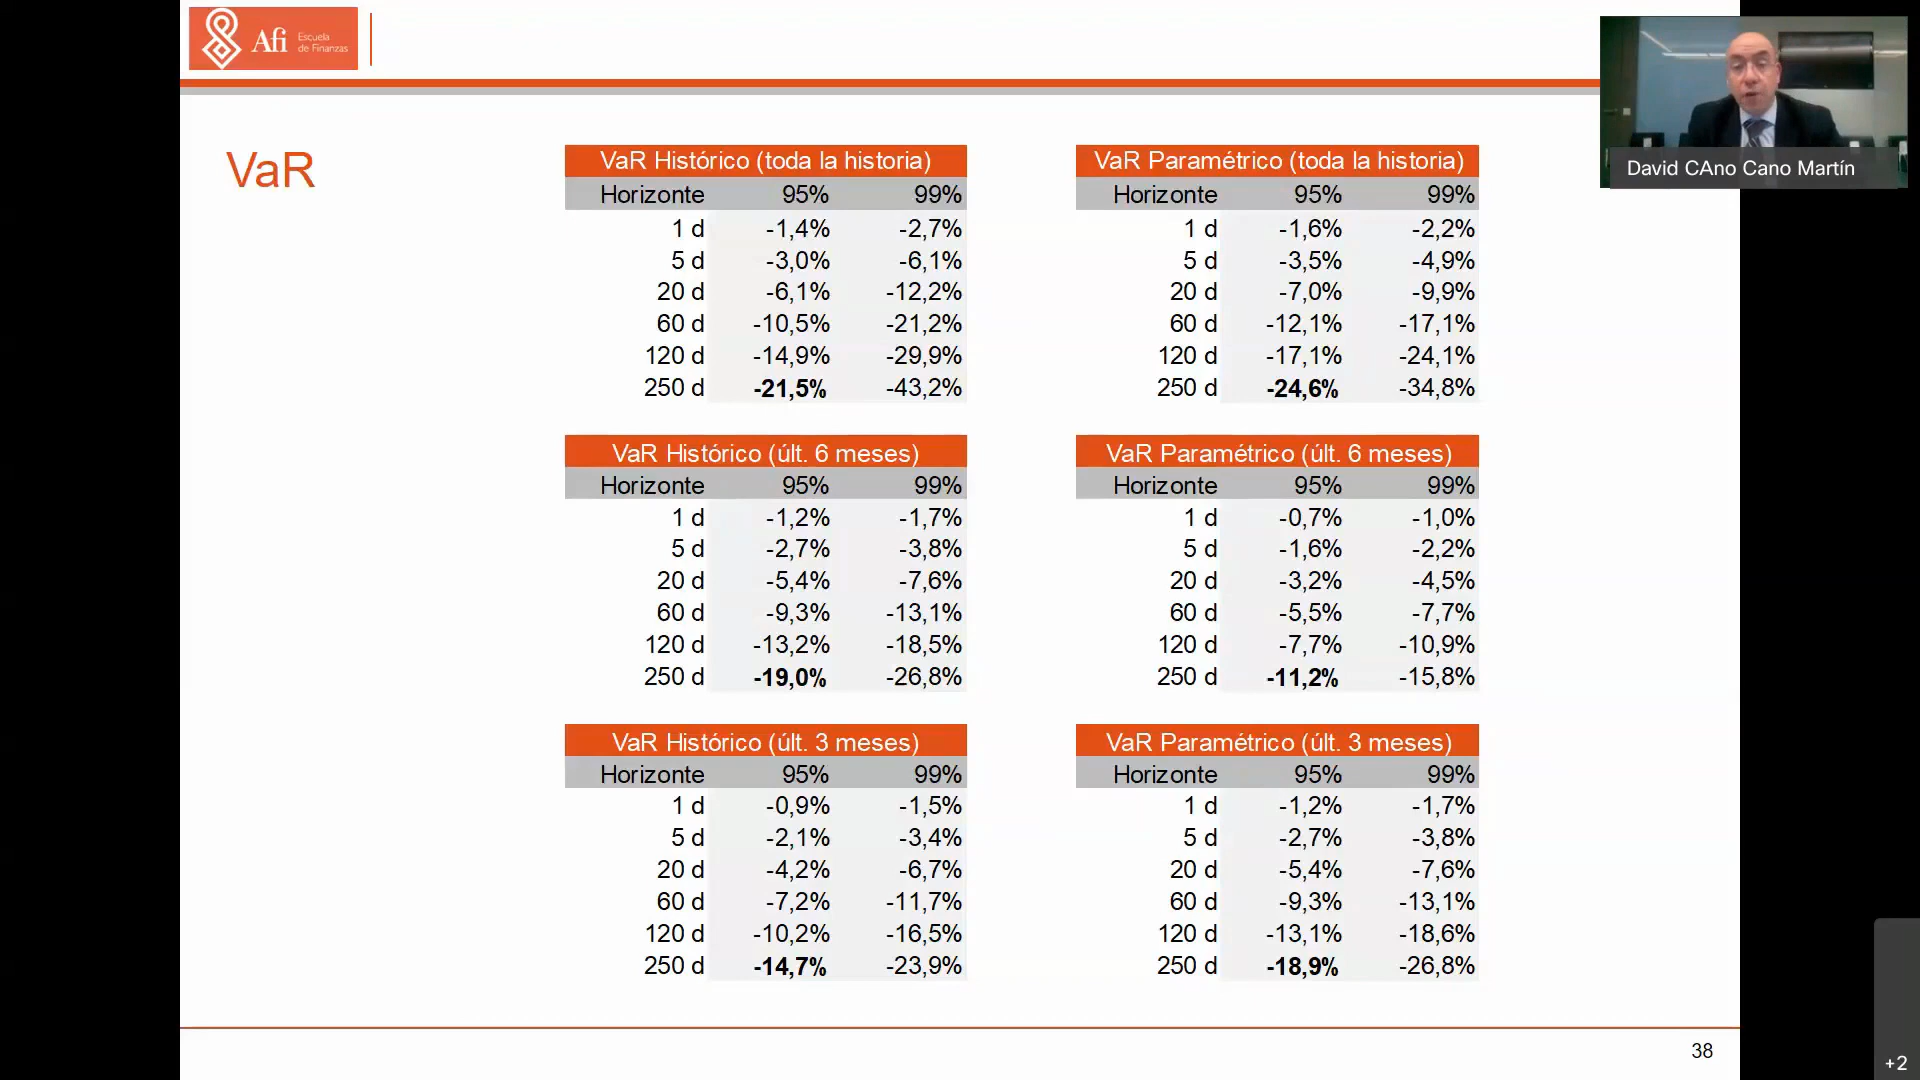 Afi Escuela
de Finanzas
David CAno Cano Martín
VaR
VaR Histórico (toda la historia)
Horizonte 95% 99%
1 d -1,4% -2,7%
5 d -3,0% -6,1%
20 d -6,1% -12,2%
60 d -10,5% -21,2%
120 d -14,9% -29,9%
250 d -21,5% -43,2%
VaR Paramétrico (toda la historia)
Horizonte 95% 99%
1 d -1,6% -2,2%
5 d -3,5% -4,9%
20 d -7,0% -9,9%
60 d -12,1% -17,1%
120 d -17,1% -24,1%
250 d -24,6% -34,8%
VaR Histórico (últ. 6 meses)
Horizonte 95% 99%
1 d -1,2% -1,7%
5 d -2,7% -3,8%
20 d -5,4% -7,6%
60 d -9,3% -13,1%
120 d -13,2% -18,5%
250 d -19,0% -26,8%
VaR Paramétrico (últ. 6 meses)
Horizonte 95% 99%
1 d -0,7% -1,0%
5 d -1,6% -2,2%
20 d -3,2% -4,5%
60 d -5,5% -7,7%
120 d -7,7% -10,9%
250 d -11,2% -15,8%
VaR Histórico (últ. 3 meses)
Horizonte 95% 99%
1 d -0,9% -1,5%
5 d -2,1% -3,4%
20 d -4,2% -6,7%
60 d -7,2% -11,7%
120 d -10,2% -16,5%
250 d -14,7% -23,9%
VaR Paramétrico (últ. 3 meses)
Horizonte 95% 99%
1 d -1,2% -1,7%
5 d -2,7% -3,8%
20 d -5,4% -7,6%
60 d -9,3% -13,1%
120 d -13,1% -18,6%
250 d -18,9% -26,8%
38
+2